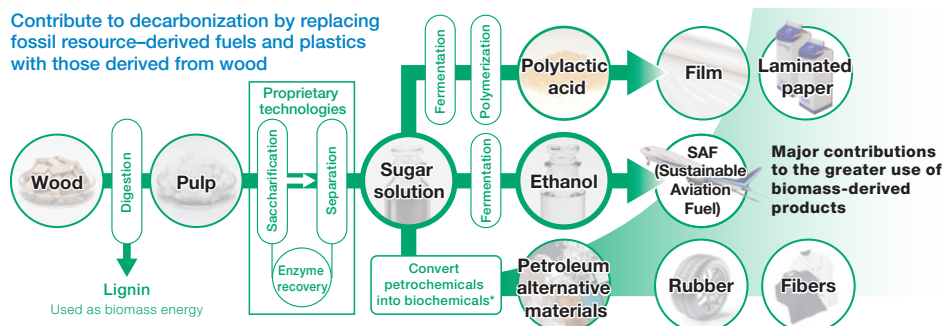 Contribute to decarbonization by replacing
fossil resource–derived fuels and plastics
with those derived from wood
Proprietary
technologies
Wood
Digestion
Pulp
Saccharification
Separation
Enzyme
recovery
Lignin
Used as biomass energy
Sugar
solution
Fermentation
Polymerization
Polylactic
acid
Film
Laminated
paper
Fermentation
Ethanol
SAF
(Sustainable
Aviation
Fuel)
Major contributions
to the greater use of
biomass-derived
products
Convert
petrochemicals
into biochemicals*
Petroleum
alternative
materials
Rubber
Fibers